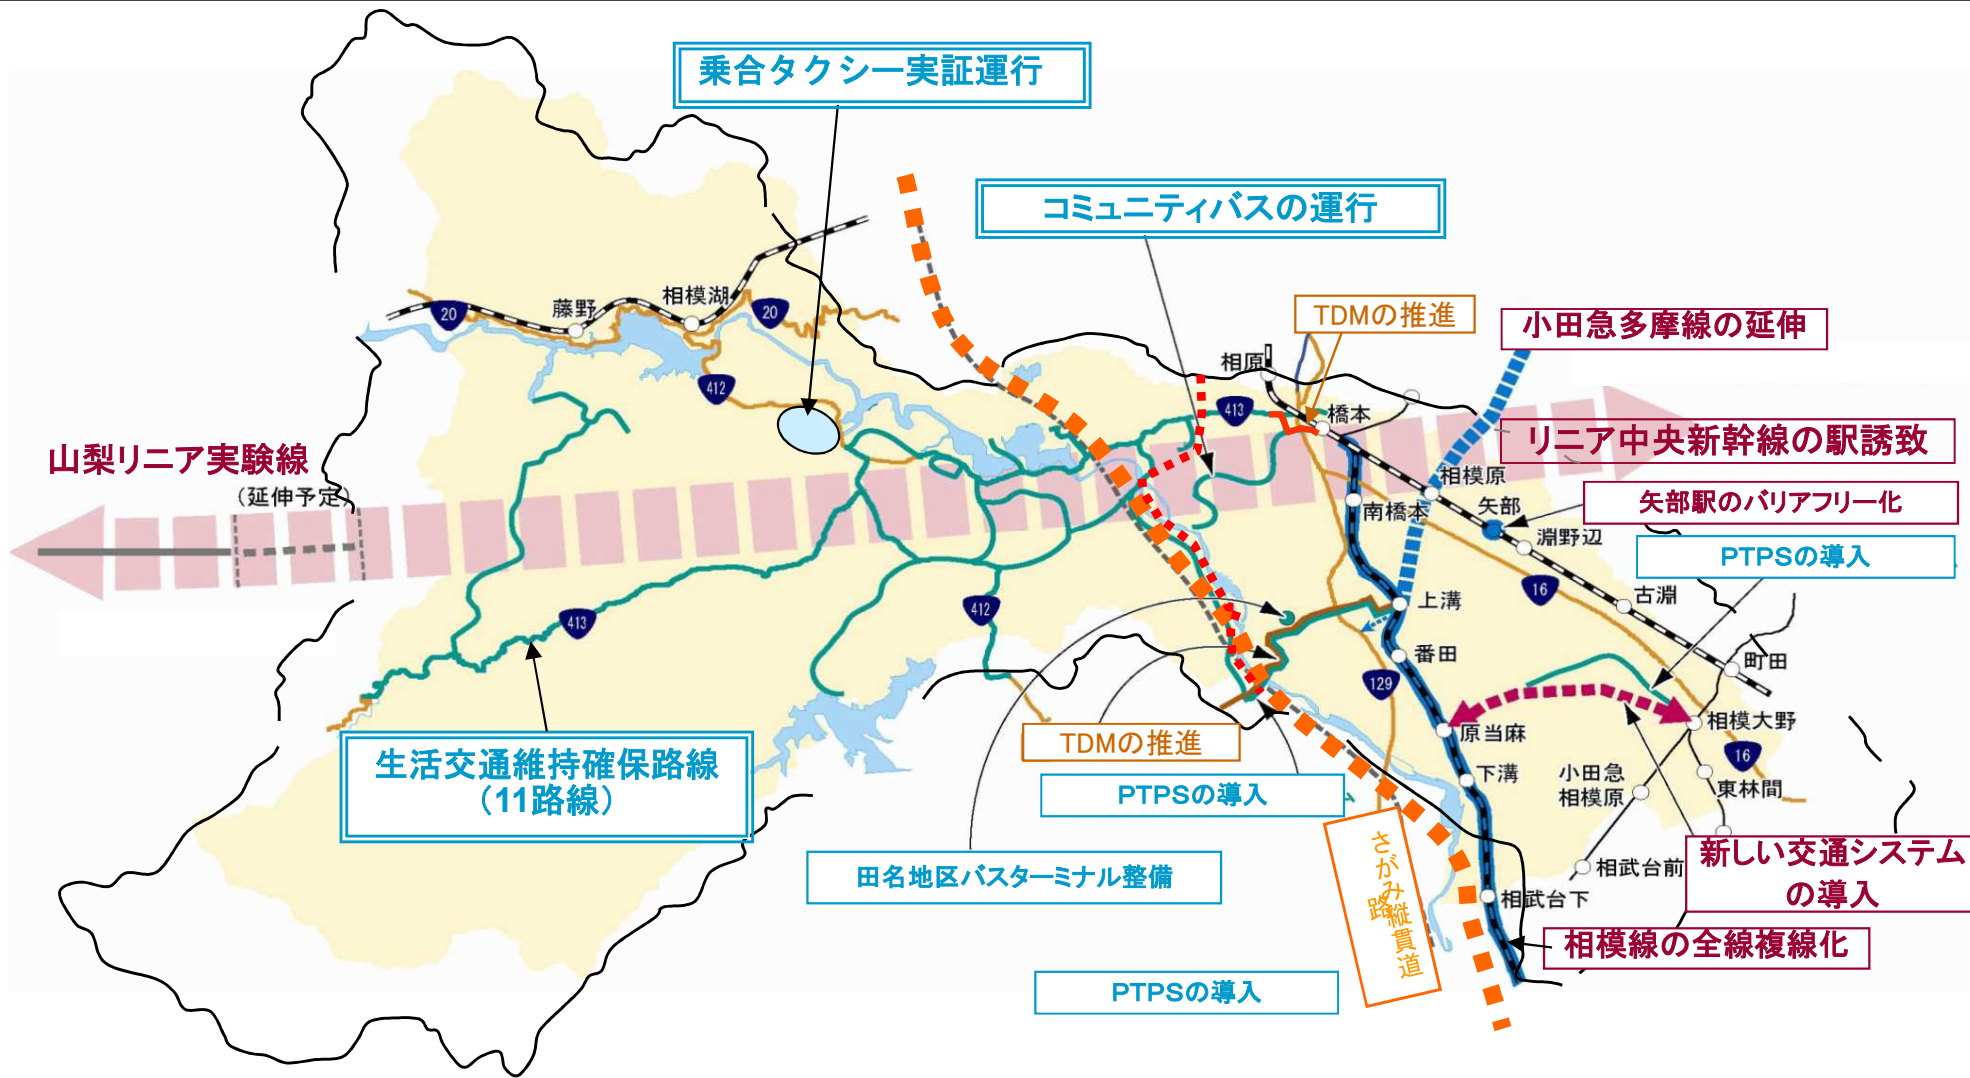 乗合タクシー実証運行
コミュニティバスの運行
TDMの推進
小田急多摩線の延伸
藤野
相模湖
20
20
相原
412
413
橋本
リニア中央新幹線の駅誘致
山梨リニア実験線
（延伸予定）
相模原
矢部駅のバリアフリー化
矢部
南橋本
淵野辺
PTPSの導入
16
古淵
上溝
412
413
番田
町田
129
相模大野
原当麻
16
TDMの推進
生活交通維持確保路線
（11路線）
下溝
小田急
相模原
東林間
PTPSの導入
さがみ縦貫道路
新しい交通システム
の導入
相武台前
田名地区バスターミナル整備
相武台下
相模線の全線複線化
PTPSの導入